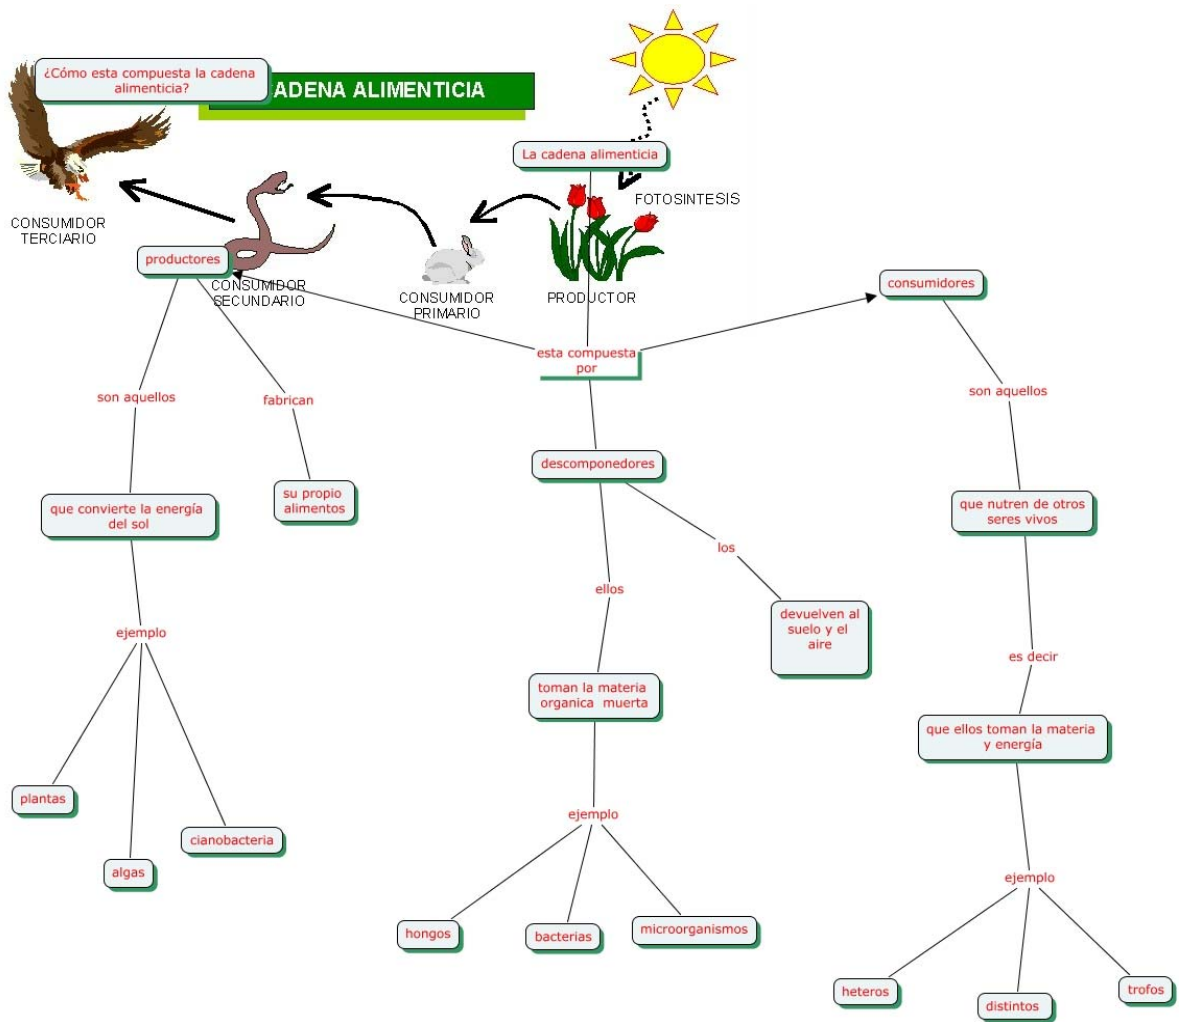 ¿Cómo esta compuesta la cadena
alimenticia?
ADENA ALIMENTICIA
La cadena alimenticia
FOTOSINTESIS
CONSUMIDOR
TERCIARIO
productores
CONSUMIDOR
SECUNDARIO
CONSUMIDOR
PRIMARIO
PRODUCTOR
consumidores
esta compuesta
por
son aquellos
fabrican
son aquellos
descomponedores
que convierte la energía
del sol
su propio
alimentos
que nutren de otros
seres vivos
los
ellos
devuelven al
suelo y el
aire
ejemplo
es decir
toman la materia
organica muerta
que ellos toman la materia
y energía
plantas
cianobacteria
algas
ejemplo
ejemplo
hongos
bacterias
microorganismos
heteros
distintos
trofos